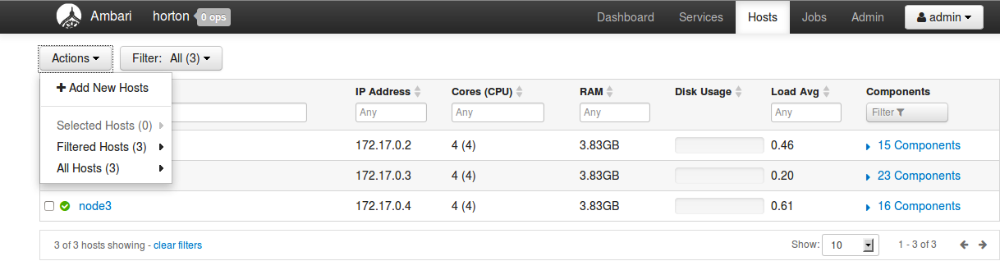 Ambari horton 0 ops Dashboard Services Hosts Jobs Admin admin
Actions Filter: All (3)
Add New Hosts
Selected Hosts (0)
Filtered Hosts (3)
All Hosts (3)
IP Address Cores (CPU) RAM Disk Usage Load Avg Components
Any Any Any Any Filter
172.17.0.2 4 (4) 3.83GB 0.46 15 Components
172.17.0.3 4 (4) 3.83GB 0.20 23 Components
node3 172.17.0.4 4 (4) 3.83GB 0.61 16 Components
3 of 3 hosts showing - clear filters Show: 10 1 - 3 of 3